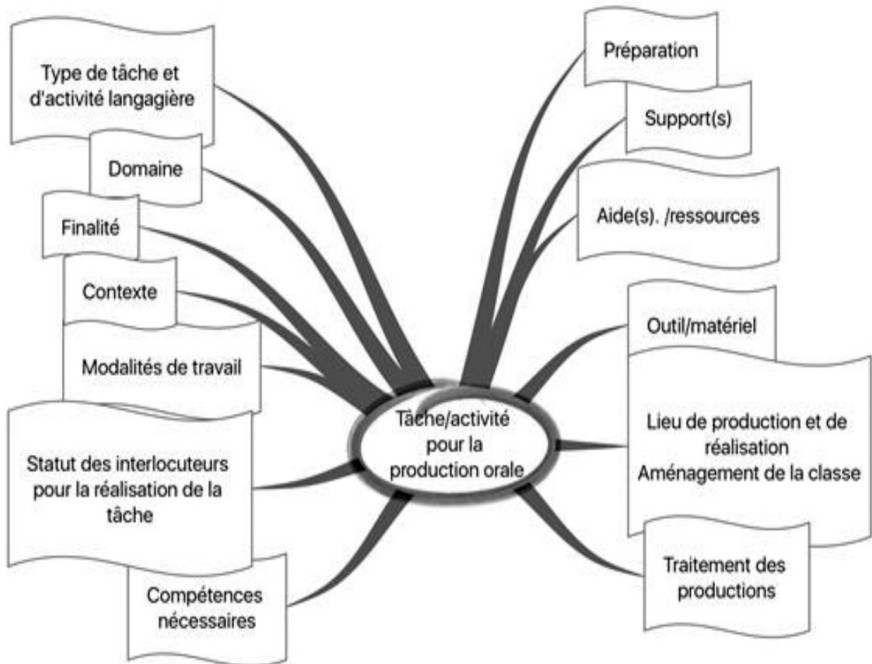 Type de tâche et
d'activité langagière
Domaine
Finalité
Contexte
Modalités de travail
Statut des interlocuteurs
pour la réalisation de la
tâche
Compétences
nécessaires
Tâche/activité
pour la
production orale
Préparation
Support(s)
Aide(s). /ressources
Outil/matériel
Lieu de production et de
réalisation
Aménagement de la classe
Traitement des
productions